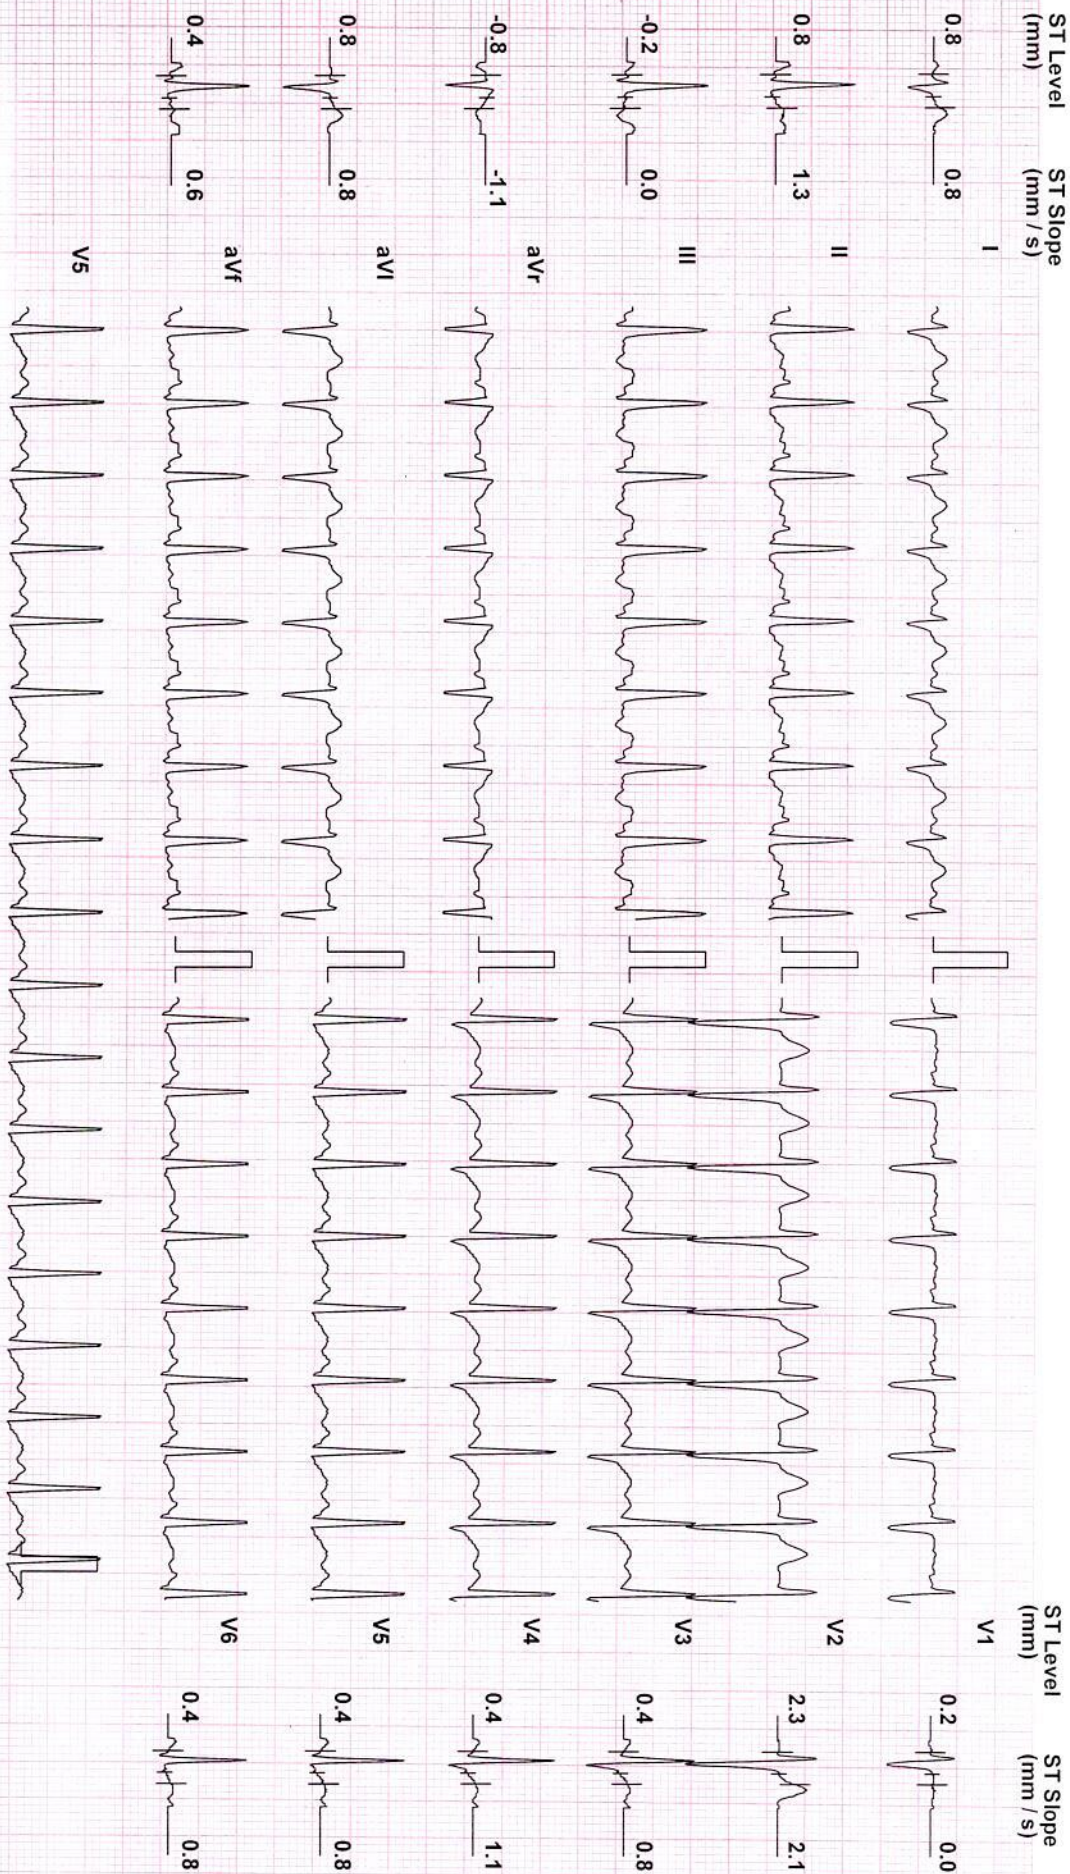 ST Level
(mm)
ST Slope
(mm / s)
0.8
0.8
I
0.8
1.3
II
-0.2
0.0
III
-0.8
-1.1
aVr
0.8
0.8
aVl
0.4
0.6
aVf
V5
ST Level
(mm)
ST Slope
(mm / s)
V1
0.2
0.0
V2
2.3
2.1
V3
0.4
0.8
V4
0.4
1.1
V5
0.4
0.8
V6
0.4
0.8